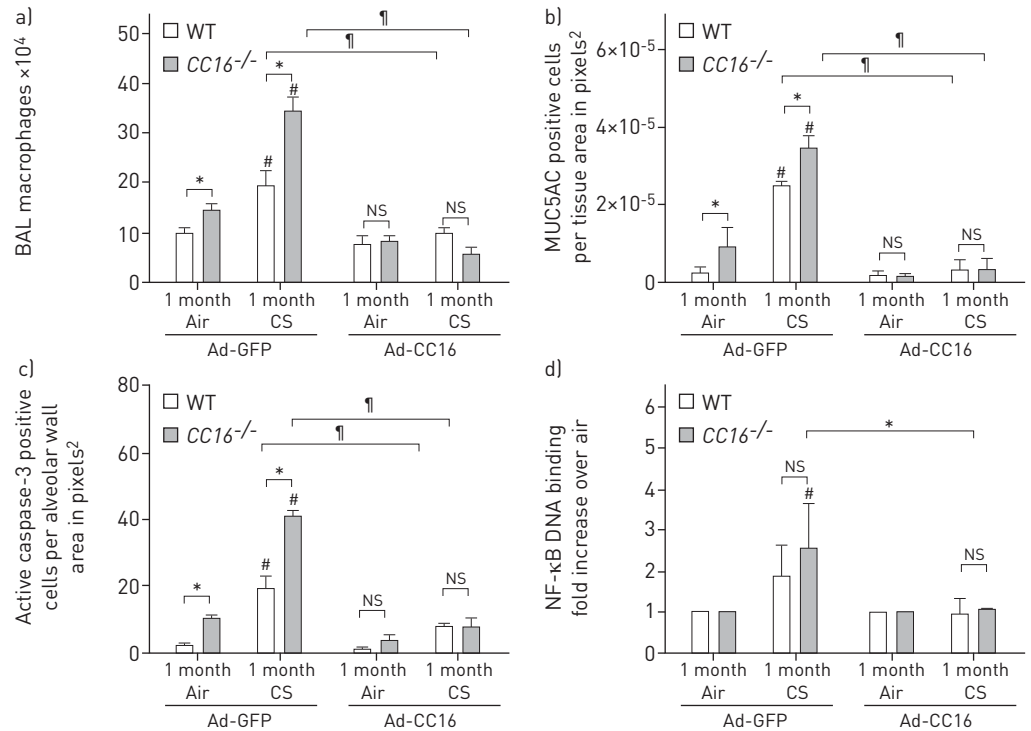 a)
BAL macrophages ×10⁴
WT
CC16⁻/⁻
50
40
30
20
10
0
*
#
*
#
¶
¶
NS
NS
1 month 1 month 1 month 1 month
Air CS Air CS
Ad-GFP Ad-CC16
b)
MUC5AC positive cells
per tissue area in pixels²
WT
CC16⁻/⁻
6×10⁻⁵
4×10⁻⁵
2×10⁻⁵
0
*
#
*
#
¶
¶
NS
NS
1 month 1 month 1 month 1 month
Air CS Air CS
Ad-GFP Ad-CC16
c)
Active caspase-3 positive
cells per alveolar wall
area in pixels²
WT
CC16⁻/⁻
80
60
40
20
0
*
#
*
#
¶
¶
NS
NS
1 month 1 month 1 month 1 month
Air CS Air CS
Ad-GFP Ad-CC16
d)
NF-κB DNA binding
fold increase over air
WT
CC16⁻/⁻
6
5
4
3
2
1
0
NS
#
*
NS
1 month 1 month 1 month 1 month
Air CS Air CS
Ad-GFP Ad-CC16